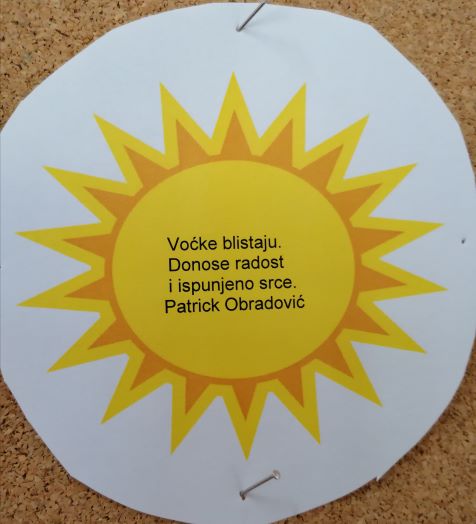 Voćke blistaju.
Donose radost
i ispunjeno srce.
Patrick Obradović